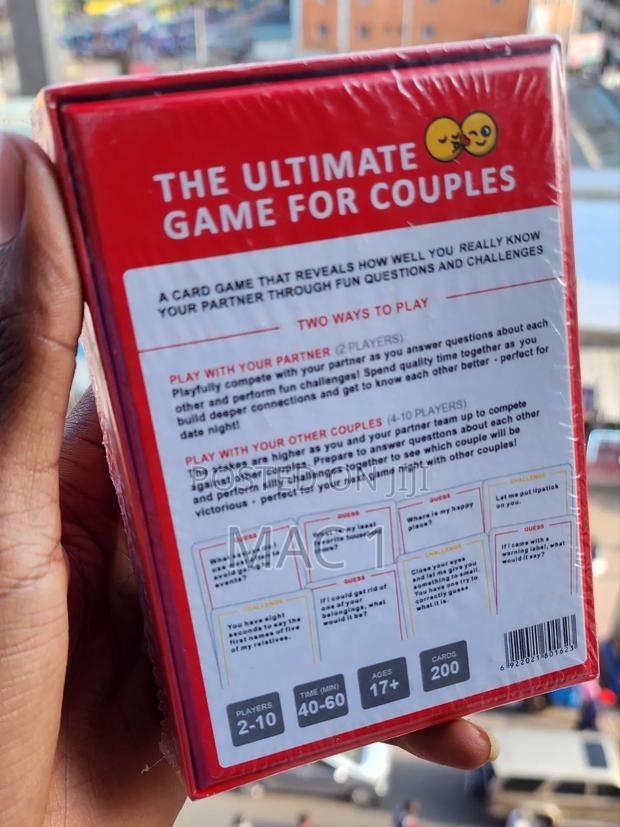 THE ULTIMATE
GAME FOR COUPLES
A CARD GAME THAT REVEALS HOW WELL YOU REALLY KNOW
YOUR PARTNER THROUGH FUN QUESTIONS AND CHALLENGES
TWO WAYS TO PLAY
PLAY WITH YOUR PARTNER (2 PLAYERS)
Playfully compete with your partner as you answer questions about each
other and perform fun challenges! Spend quality time together as you
build deeper connections and get to know each other better - perfect for
date night!
PLAY WITH YOUR OTHER COUPLES (4-10 PLAYERS)
The stakes are higher as you and your partner team up to compete
against other couples. Prepare to answer questtons about each other
and perform silly challenges together to see which couple will be
victorious - perfect for your next game night with other couples!
POSTED ON JIJI
MAC 1
GUESS
GUESS
What is my least
favorite house
GUESS
Where is my happy
place?
CHALLENGE
Let me put lipstick
on you.
CHALLENGE
You have eight
seconds to say the
first names of five
of my relatives.
GUESS
If I could get rid of
one of your
belongings, what
would it be?
CHALLENGE
Close your eyes
and let me give you
something to smell.
You have one try to
correctly guess
what it is.
GUESS
If I came with a
warning label, what
would it say?
PLAYERS
2-10
TIME (MIN)
40-60
AGES
17+
CARDS
200
6 922021 801623